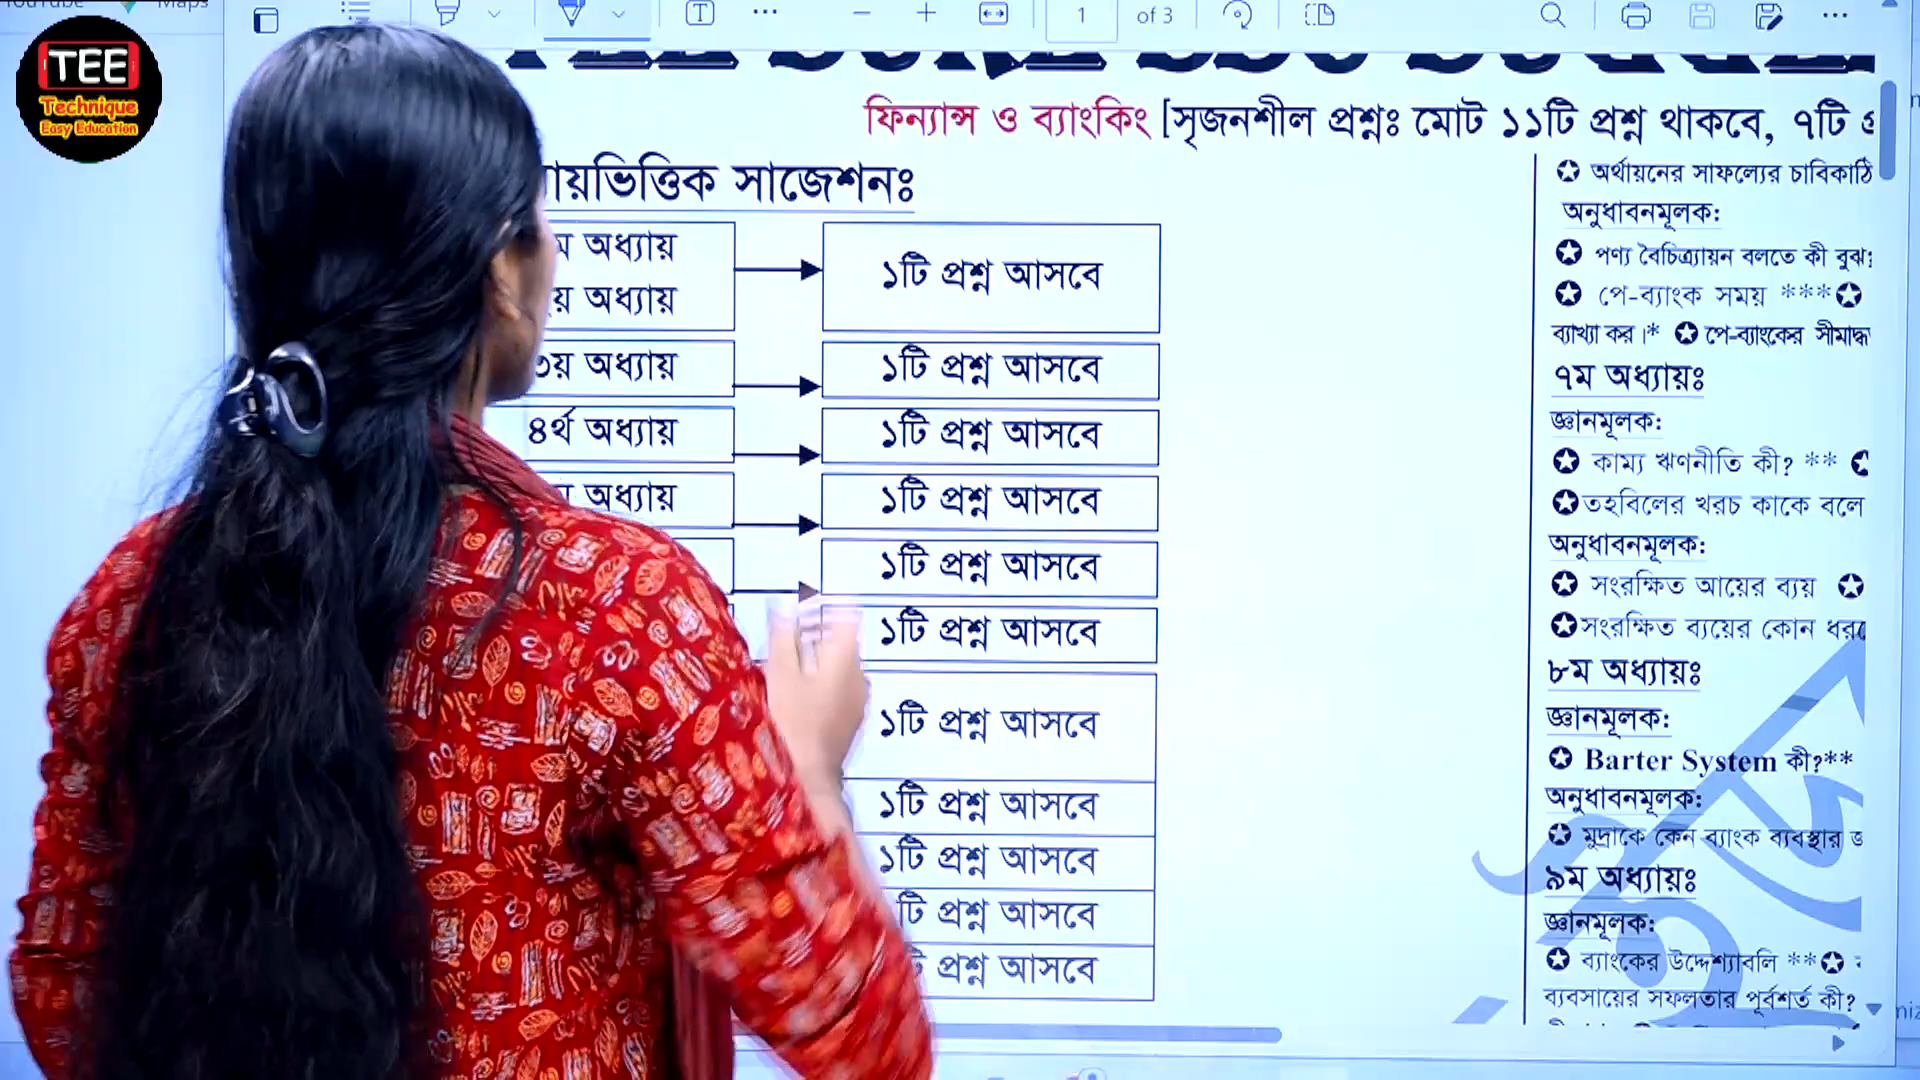 YouTube
Maps
TEE
Technique
Easy Education
1 of 3
ফিন্যান্স ও ব্যাংকিং [সৃজনশীল প্রশ্নঃ মোট ১১টি প্রশ্ন থাকবে, ৭টি
সাজেশনঃ
অধ্যায়
অধ্যায়
১টি প্রশ্ন আসবে
৩য় অধ্যায়
১টি প্রশ্ন আসবে
৪র্থ অধ্যায়
১টি প্রশ্ন আসবে
অধ্যায়
১টি প্রশ্ন আসবে
১টি প্রশ্ন আসবে
১টি প্রশ্ন আসবে
১টি প্রশ্ন আসবে
১টি প্রশ্ন আসবে
১টি প্রশ্ন আসবে
প্রশ্ন আসবে
প্রশ্ন আসবে
✪ অর্থায়নের সাফল্যের চাবিকাঠি
অনুধাবনমূলক:
✪ পণ্য বৈচিত্র্যায়ন বলতে কী
✪ পে-ব্যাংক সময় ***✪
ব্যাখ্যা কর।* ✪ পে-ব্যাংকের
৭ম অধ্যায়ঃ
জ্ঞানমূলক:
✪ কাম্য ঋণনীতি কী? ** ✪
✪তহবিলের খরচ কাকে বলে
অনুধাবনমূলক:
✪ সংরক্ষিত আয়ের ব্যয় ✪
✪সংরক্ষিত ব্যয়ের কোন
৮ম অধ্যায়ঃ
জ্ঞানমূলক:
✪ Barter System কী?**
অনুধাবনমূলক:
✪ মুদ্রাকে কেন ব্যাংক ব্যবস্থার
৯ম অধ্যায়ঃ
জ্ঞানমূলক:
✪ ব্যাংকের উদ্দেশ্যাবলি **✪
ব্যবসায়ের সফলতার পূর্বশর্ত কী?